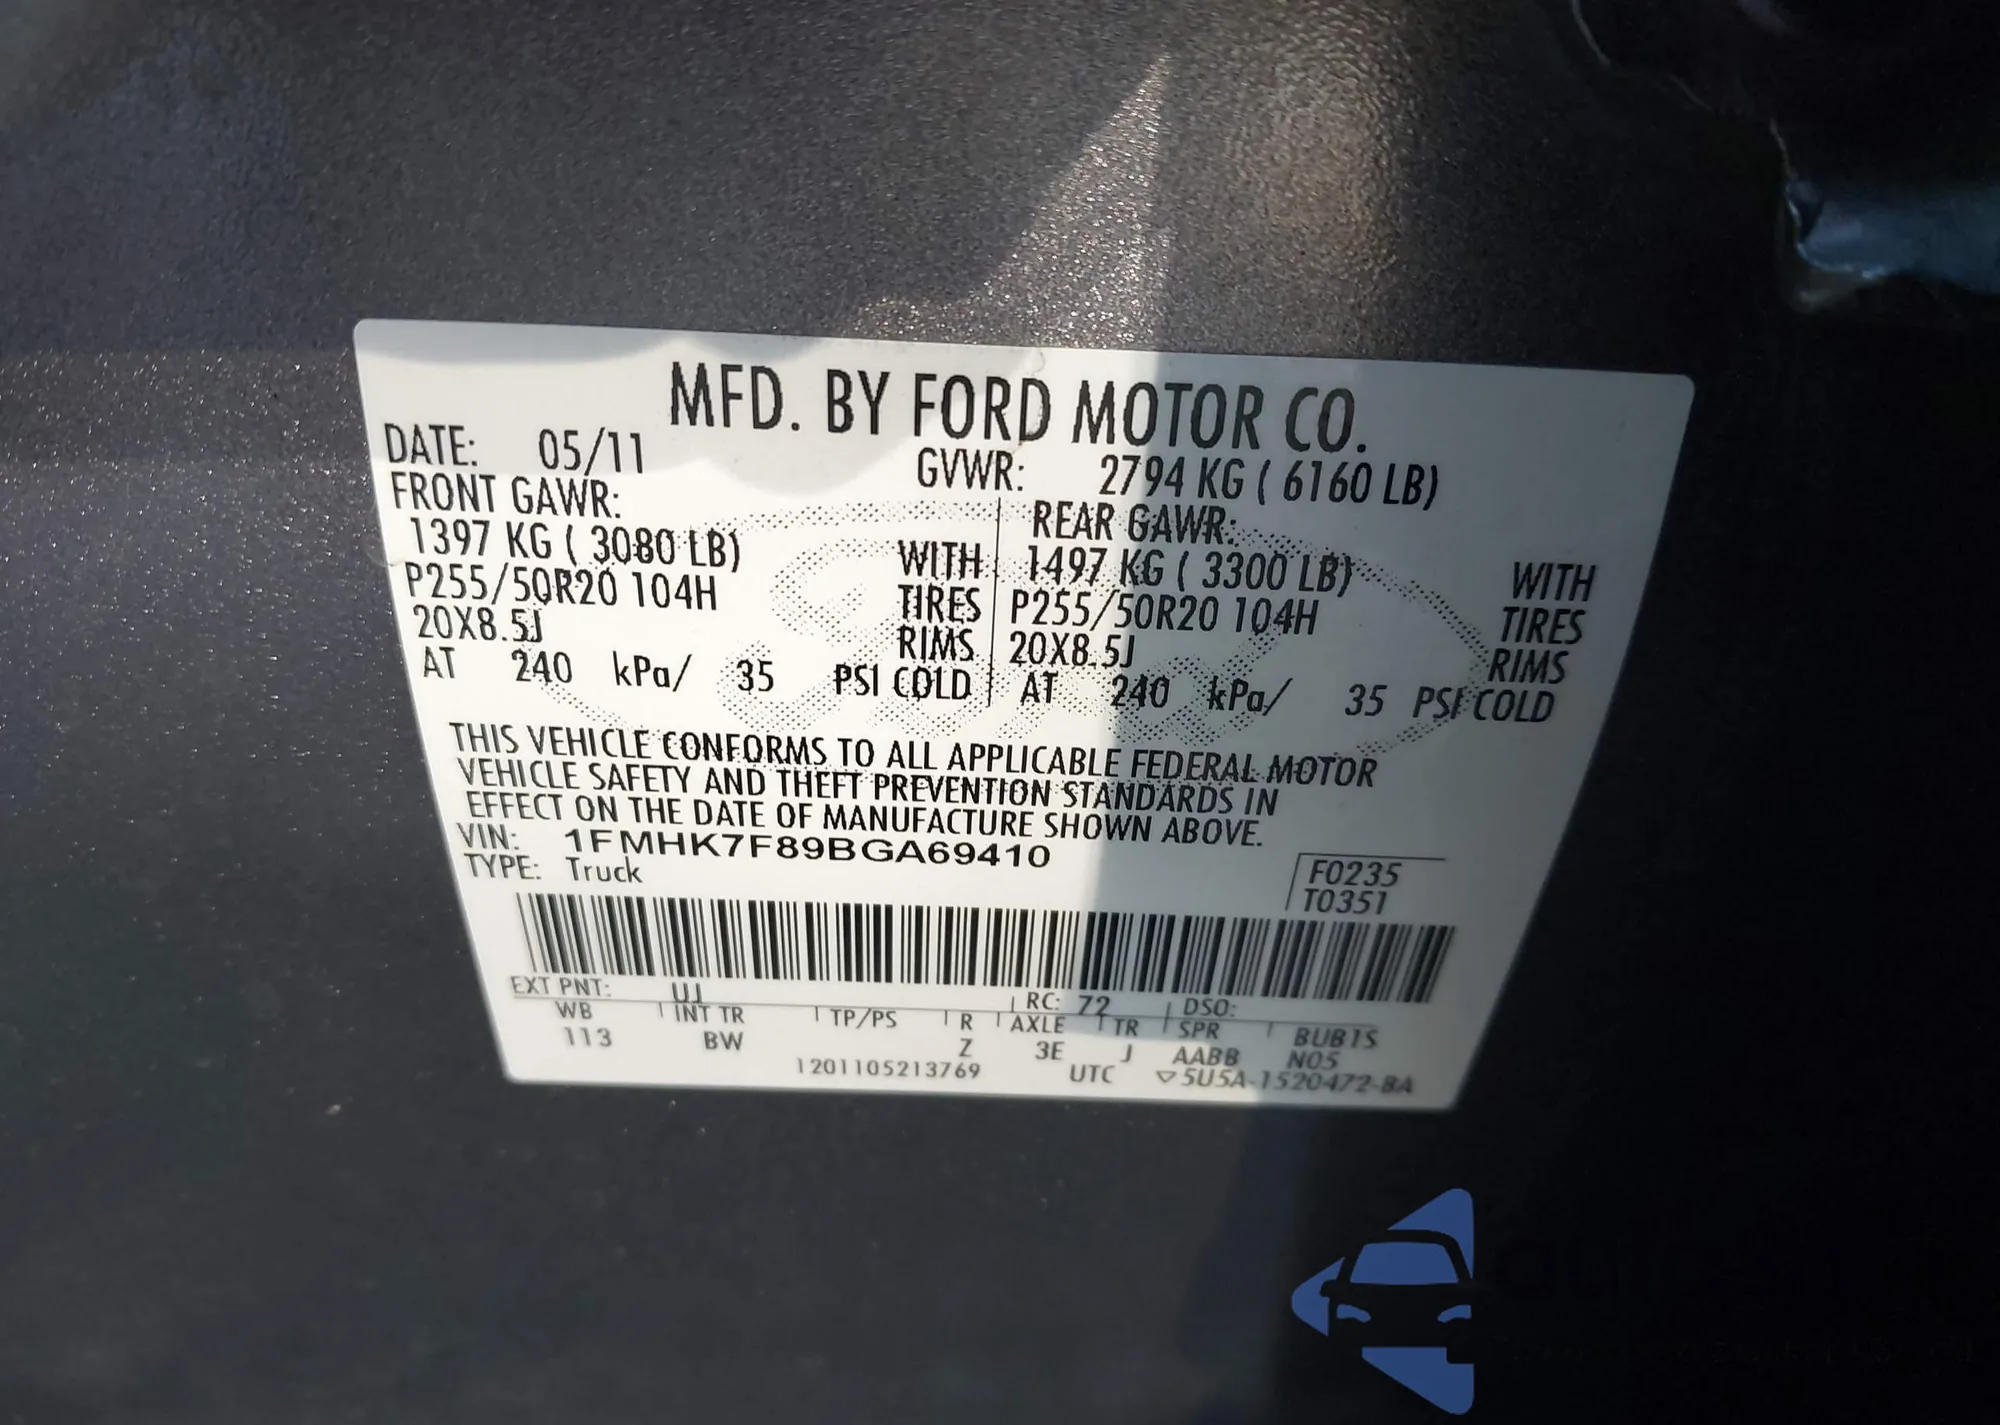 MFD. BY FORD MOTOR CO.
DATE: 05/11 GVWR: 2794 KG ( 6160 LB)
FRONT GAWR: REAR GAWR:
1397 KG ( 3080 LB) WITH 1497 KG ( 3300 LB) WITH
P255/50R20 104H TIRES P255/50R20 104H TIRES
20X8.5J RIMS 20X8.5J RIMS
AT 240 kPa/ 35 PSI COLD AT 240 kPa/ 35 PSI COLD
THIS VEHICLE CONFORMS TO ALL APPLICABLE FEDERAL MOTOR
VEHICLE SAFETY AND THEFT PREVENTION STANDARDS IN
EFFECT ON THE DATE OF MANUFACTURE SHOWN ABOVE.
VIN: 1FMHK7F89BGA69410
TYPE: Truck
F0235
T0351
EXT PNT: UJ RC: 72 DSO:
WB INT TR TP/PS R AXLE TR SPR BUB1S
113 BW Z 3E J AABB N05
1201105213769 UTC ▽5U5A-1520472-BA